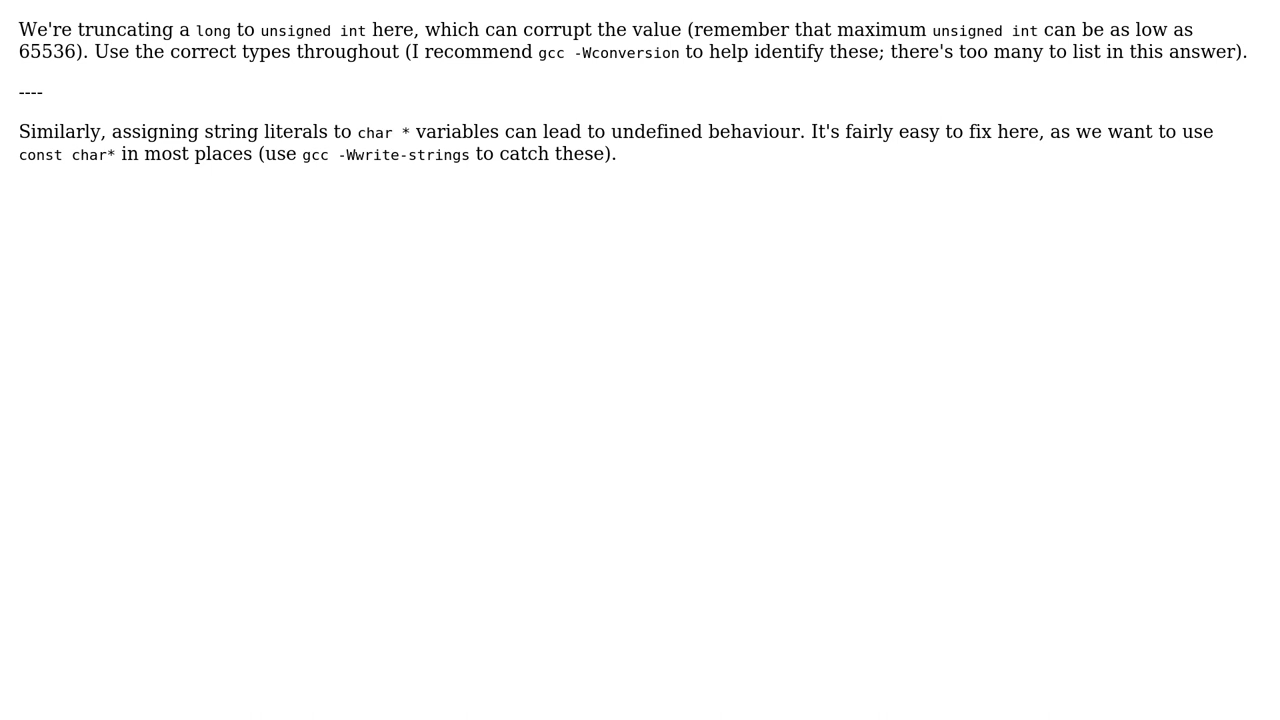 We're truncating a long to unsigned int here, which can corrupt the value (remember that maximum unsigned int can be as low as
65536). Use the correct types throughout (I recommend gcc -Wconversion to help identify these; there's too many to list in this answer).
----
Similarly, assigning string literals to char * variables can lead to undefined behaviour. It's fairly easy to fix here, as we want to use
const char* in most places (use gcc -Wwrite-strings to catch these).